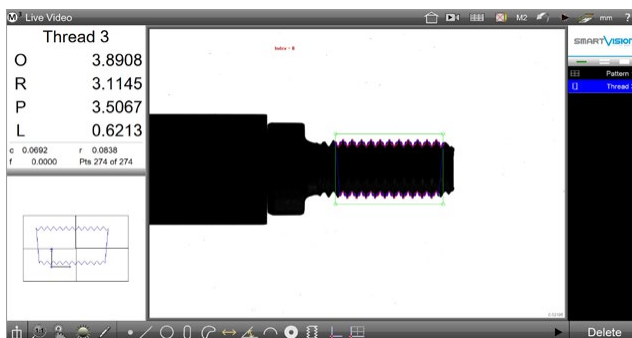 M³ Live Video
M2
mm
?
Thread 3
O 3.8908
R 3.1145
P 3.5067
L 0.6213
c 0.0692 r 0.0838
f 0.0000 Pts 274 of 274
Index - 8
SMARTVISION
Pattern
Thread 3
Delete